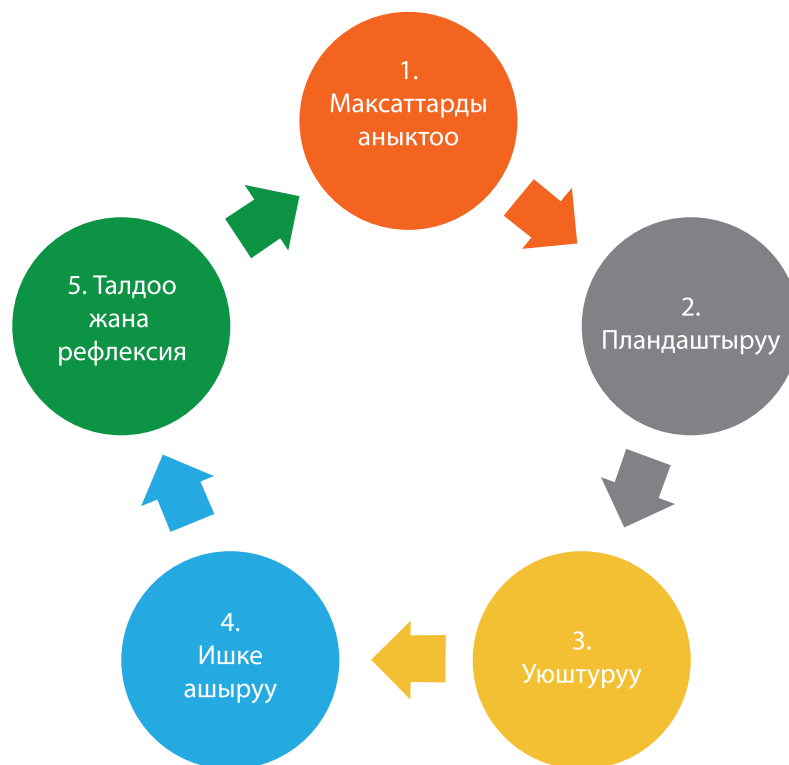 1.
Максаттарды
аныктоо
2.
Пландаштыруу
3.
Уюштуруу
4.
Ишке
ашыруу
5. Талдоо
жана
рефлексия